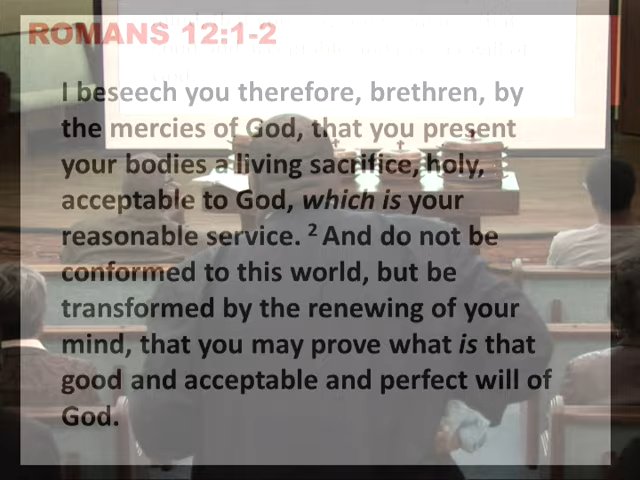 ROMANS 12:1-2
I beseech you therefore, brethren, by
the mercies of God, that you present
your bodies a living sacrifice, holy,
acceptable to God, which is your
reasonable service. 2 And do not be
conformed to this world, but be
transformed by the renewing of your
mind, that you may prove what is that
good and acceptable and perfect will of
God.